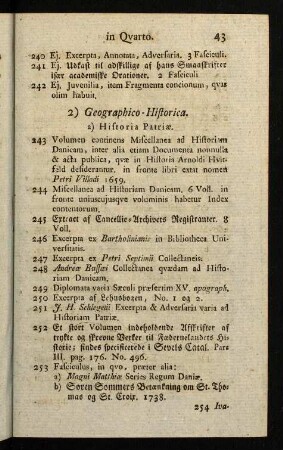 in Qvarto. 43
240 Ej. Excerpta, Annotata, Adversaria. 3 Fasciculi.
241 Ej. Udkast til adskillige af hans Smaaskrifter
især academiske Orationer. 2 Fasciculi
242 Ej. Juvenilia, item Fragmenta concionum, qvas
olim habuit.
2) Geographico-Historica.
a) Historia Patriæ.
243 Volumen continens Miscellanea ad Historiam
Danicam, inter alia etiam Documenta nonnulla
& acta publica, qvæ in Historia Arnoldi Hvit-
feld desiderantur. in fronte libri extat nomen
Petri Villadi 1659.
244 Miscellanea ad Historiam Danicam. 6 Voll. in
fronte uniuscujusqve voluminis habetur Index
contentorum.
245 Extract af Cancellie-Archivets Registranter. 8
Voll.
246 Excerpta ex Bartholinianis in Bibliotheca Uni-
versitatis.
247 Excerpta ex Petri Septimii Collectaneis.
248 Andreæ Bussæi Collectanea qvædam ad Histo-
riam Danicam.
249 Diplomata varia Sæculi præsertim XV. apograph.
250 Excerpta af Lehusboxen, No. 1 og 2.
251 J. H. Schlegelii Excerpta & Adversaria varia ad
Historiam Patriæ.
252 Et stort Volumen indeholdende Afskrifter af
trykte og skrevne Verker til Fædernelandets Hi-
storie; findes specificerede i Sevels Catal. Pars
III. pag. 176. No. 496.
253 Fasciculus, in qvo, præter alia:
a) Magni Matthiæ Series Regum Daniæ.
b) Søren Sommers Betænkning om St. Tho-
mas og St. Croix. 1738.
254 Iva-